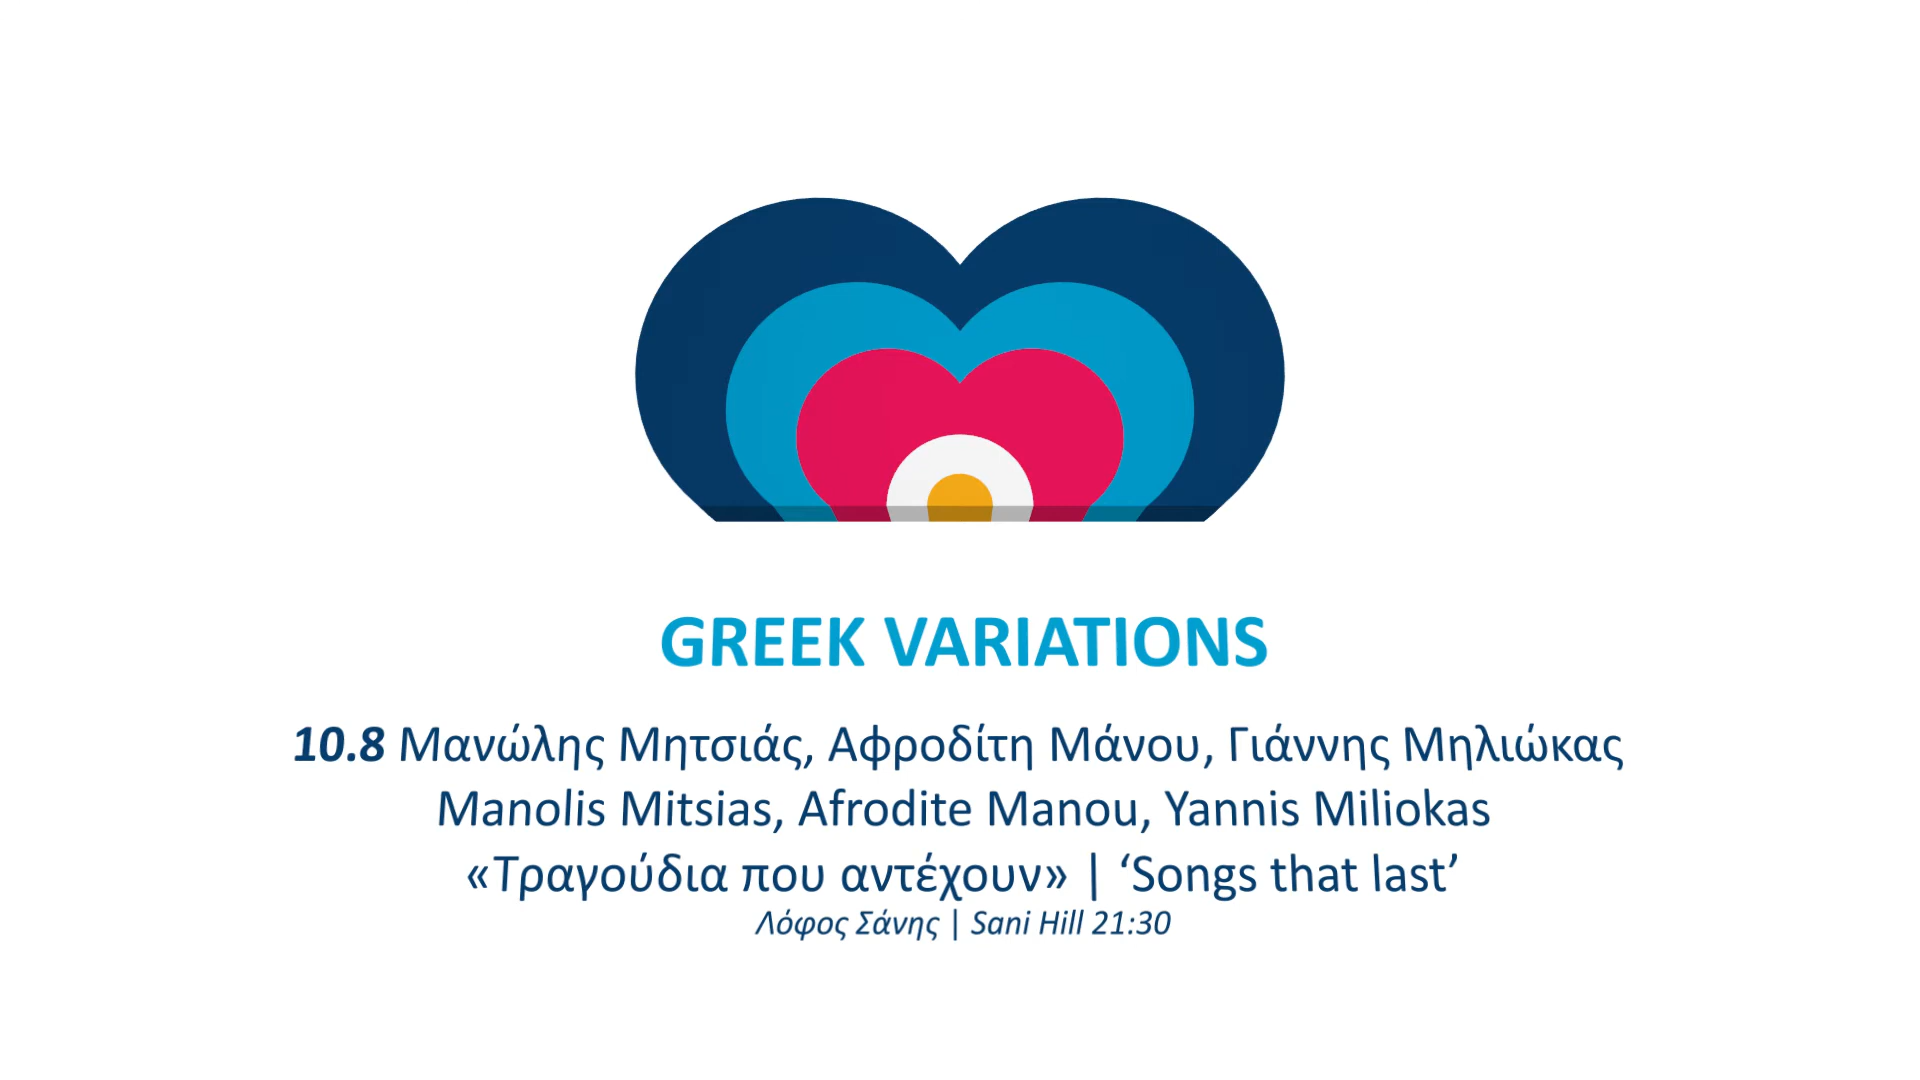 GREEK VARIATIONS
10.8 Μανώλης Μητσιάς, Αφροδίτη Μάνου, Γιάννης Μηλιώκας
Manolis Mitsias, Afrodite Manou, Yannis Miliokas
«Τραγούδια που αντέχουν» | ‘Songs that last’
Λόφος Σάνης | Sani Hill 21:30